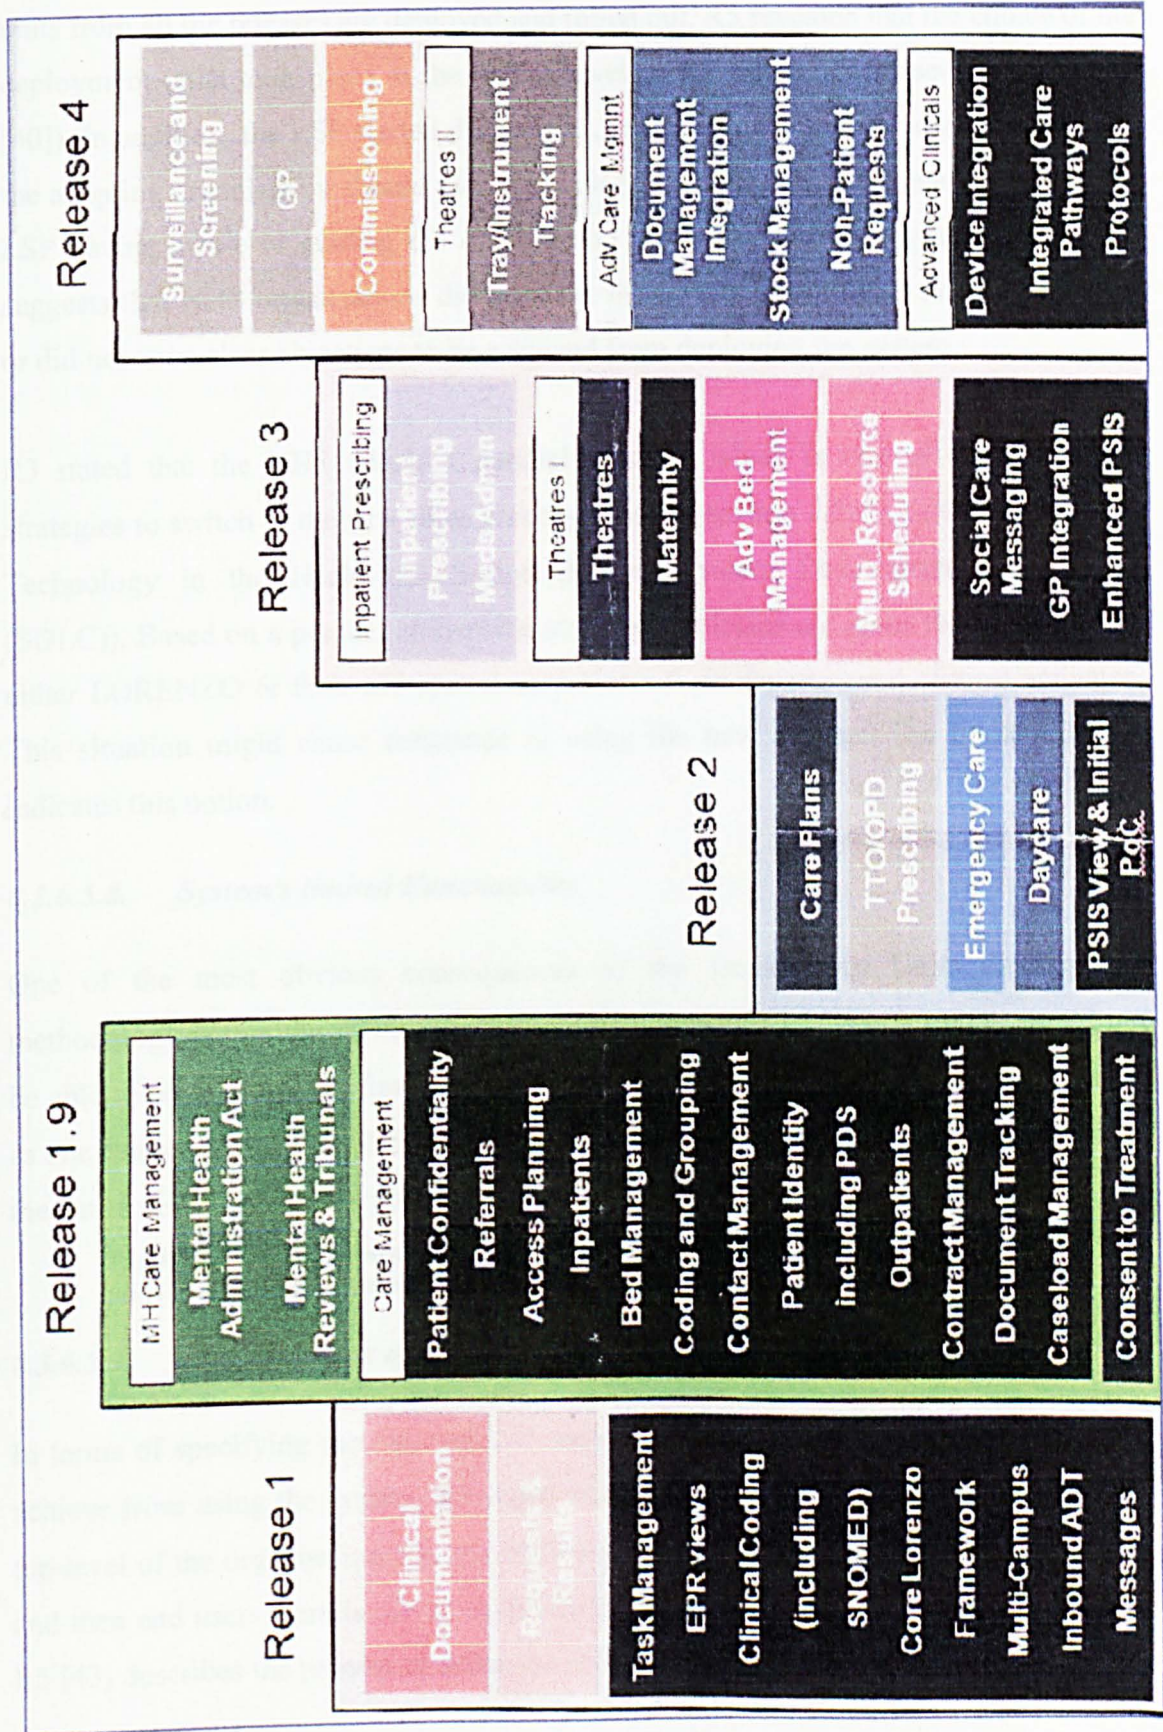 Release 1
Clinical
Documentation
Results
Task Management
EPR views
Clinical Coding
(including
SNOMED)
Core Lorenzo
Framework
Multi-Campus
Inbound ADT
Messages
Release 1.9
MH Care Management
Mental Health
Administration Act
Mental Health
Reviews & Tribunals
Care Management
Patient Confidentiality
Referrals
Access Planning
Inpatients
Bed Management
Coding and Grouping
Contact Management
Patient Identity
including PDS
Outpatients
Contract Management
Document Tracking
Caseload Management
Consent to Treatment
Release 2
Care Plans
TTO/OPD
Prescribing
Emergency Care
Daycare
PSIS View & Initial
PoC
Release 3
Inpatient Prescribing
Inpatient
Prescribing
Theatres I
Theatres
Maternity
Adv Bed
Management
Multi-Resource
Scheduling
Social Care
Messaging
GP Integration
Enhanced PSIS
Release 4
Surveillance and
Screening
GP
Commissioning
Theatres II
Tray/Instrument
Tracking
Adv Care Mgmnt
Document
Management
Integration
Stock Management
Non-Patient
Requests
Advanced Clinicals
Device Integration
Integrated Care
Pathways
Protocols